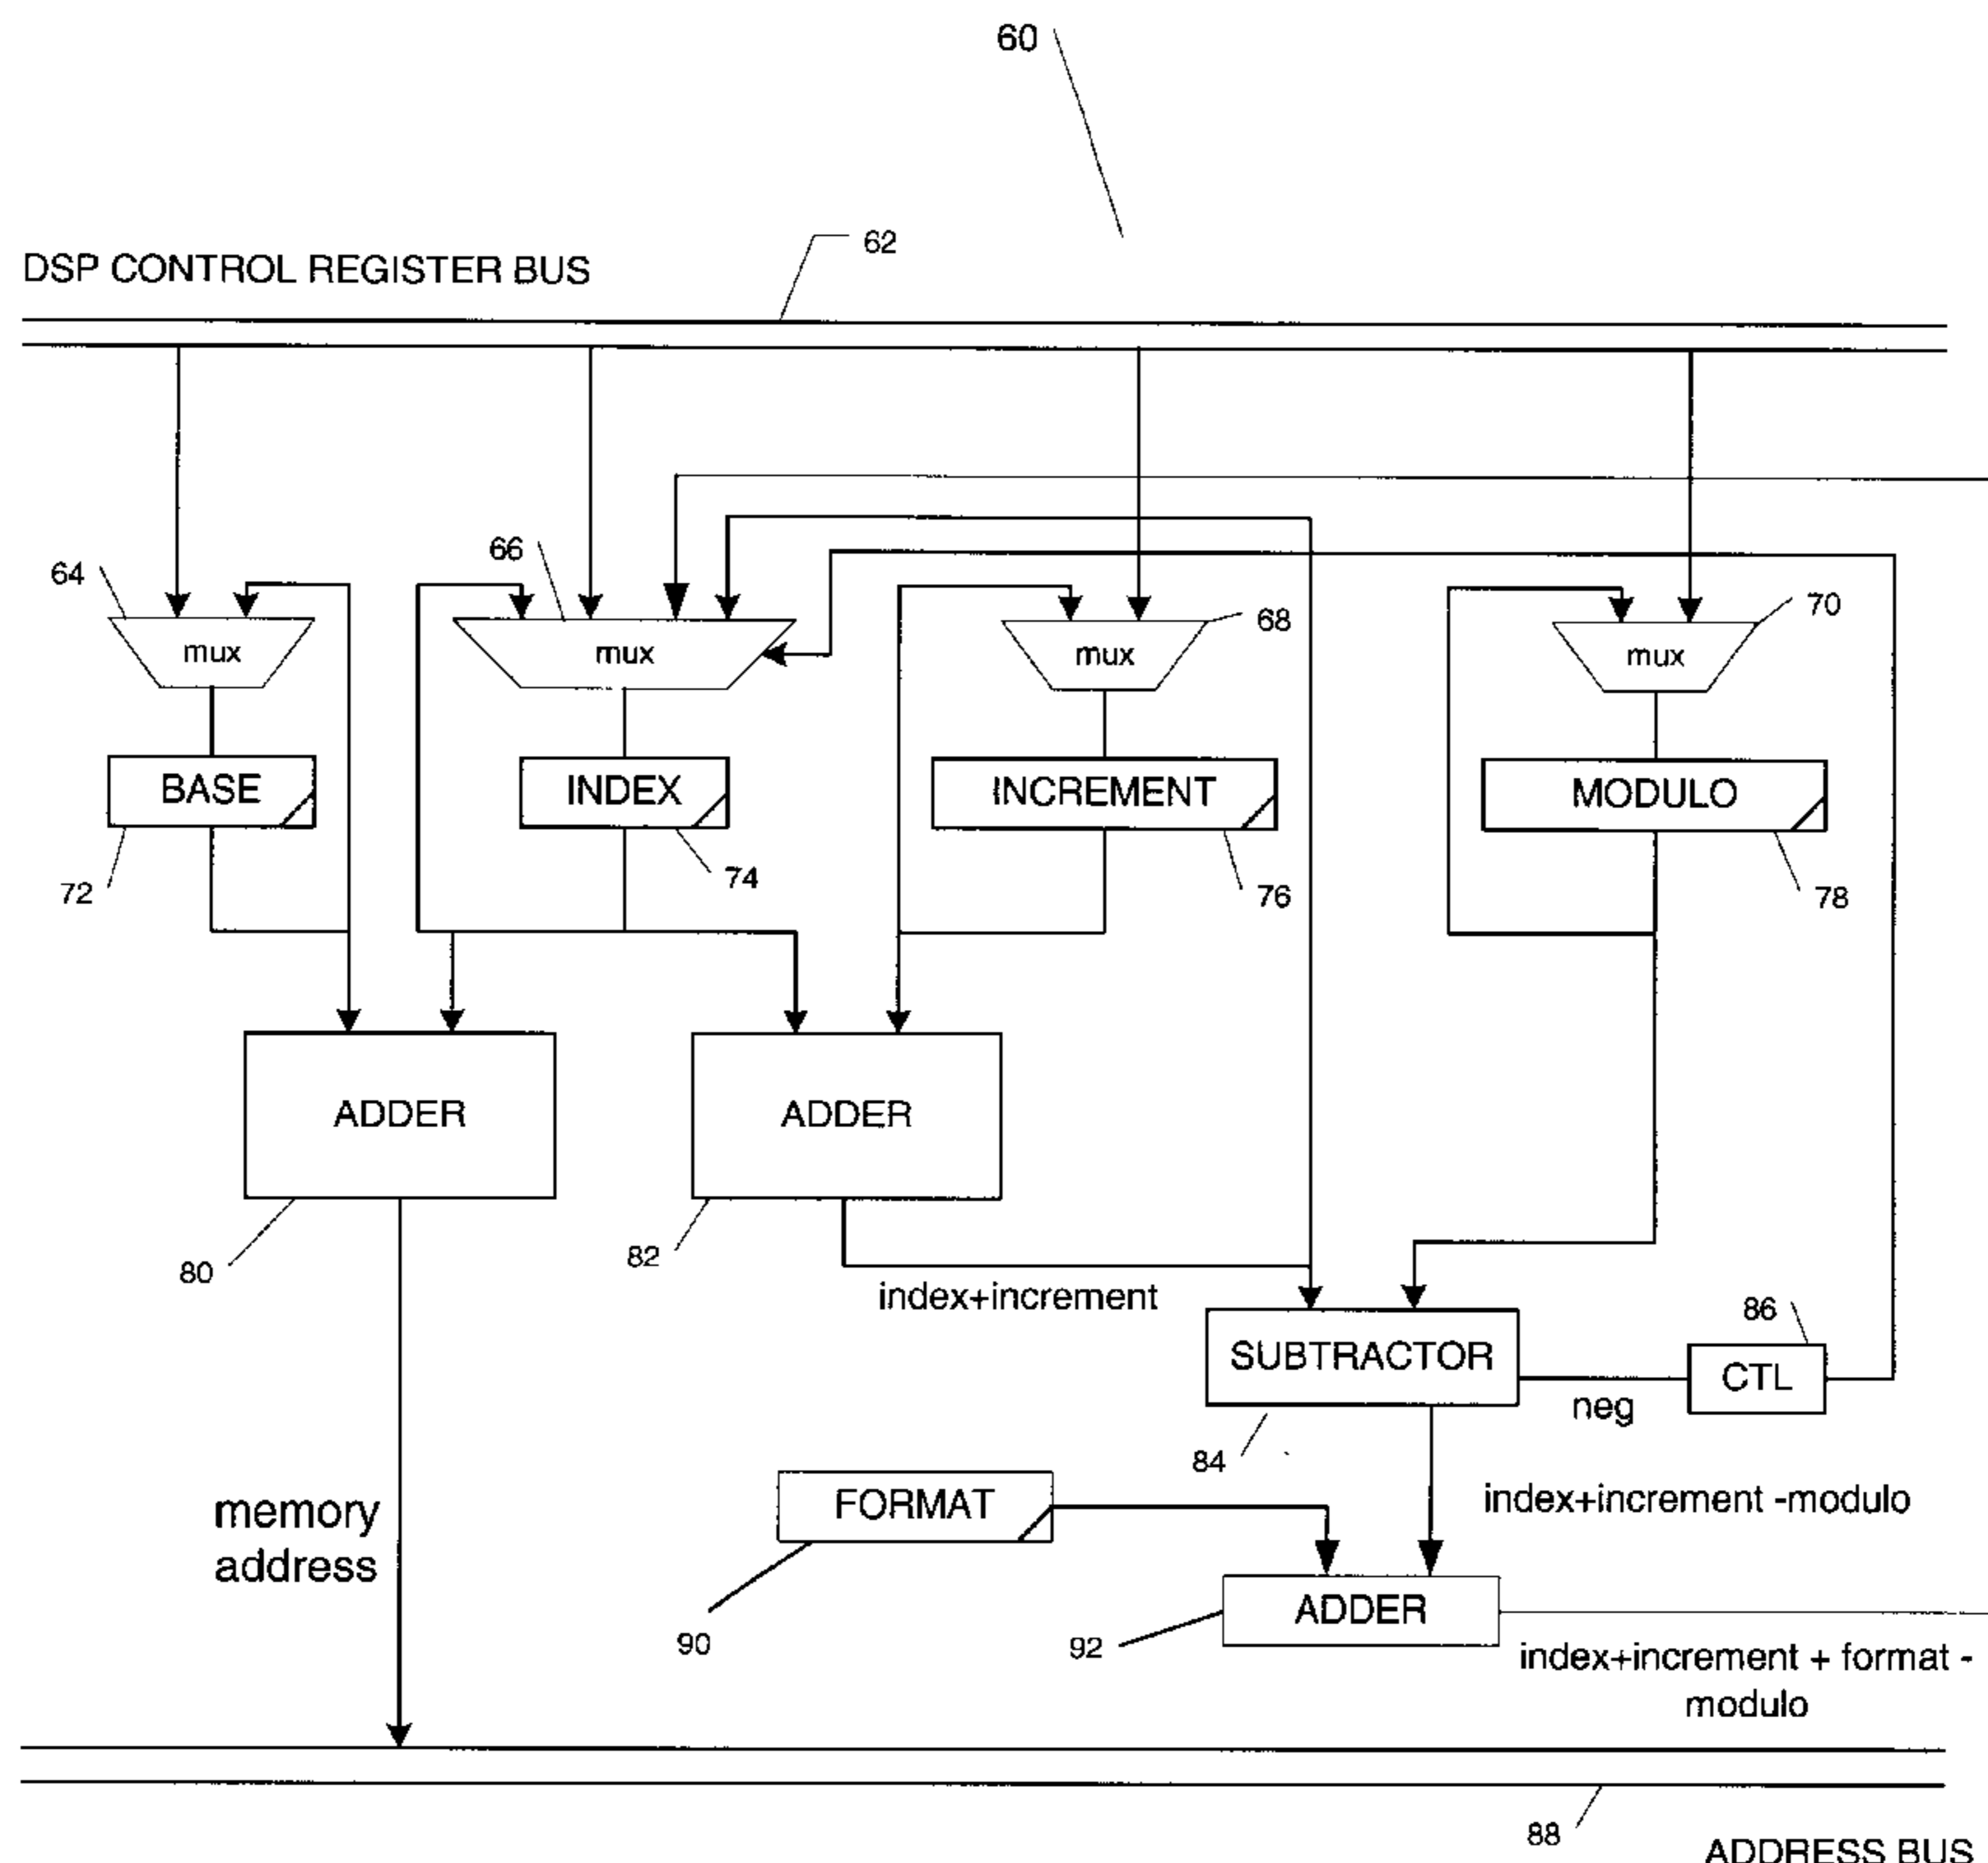 60
62
DSP CONTROL REGISTER BUS
66
64
68
70
mux
mux
mux
mux
BASE
INDEX
INCREMENT
MODULO
72
74
76
78
ADDER
ADDER
80
82
index+increment
86
SUBTRACTOR
CTL
neg
84
FORMAT
index+increment -modulo
memory
address
ADDER
90
92
index+increment + format -
modulo
88
ADDRESS BUS